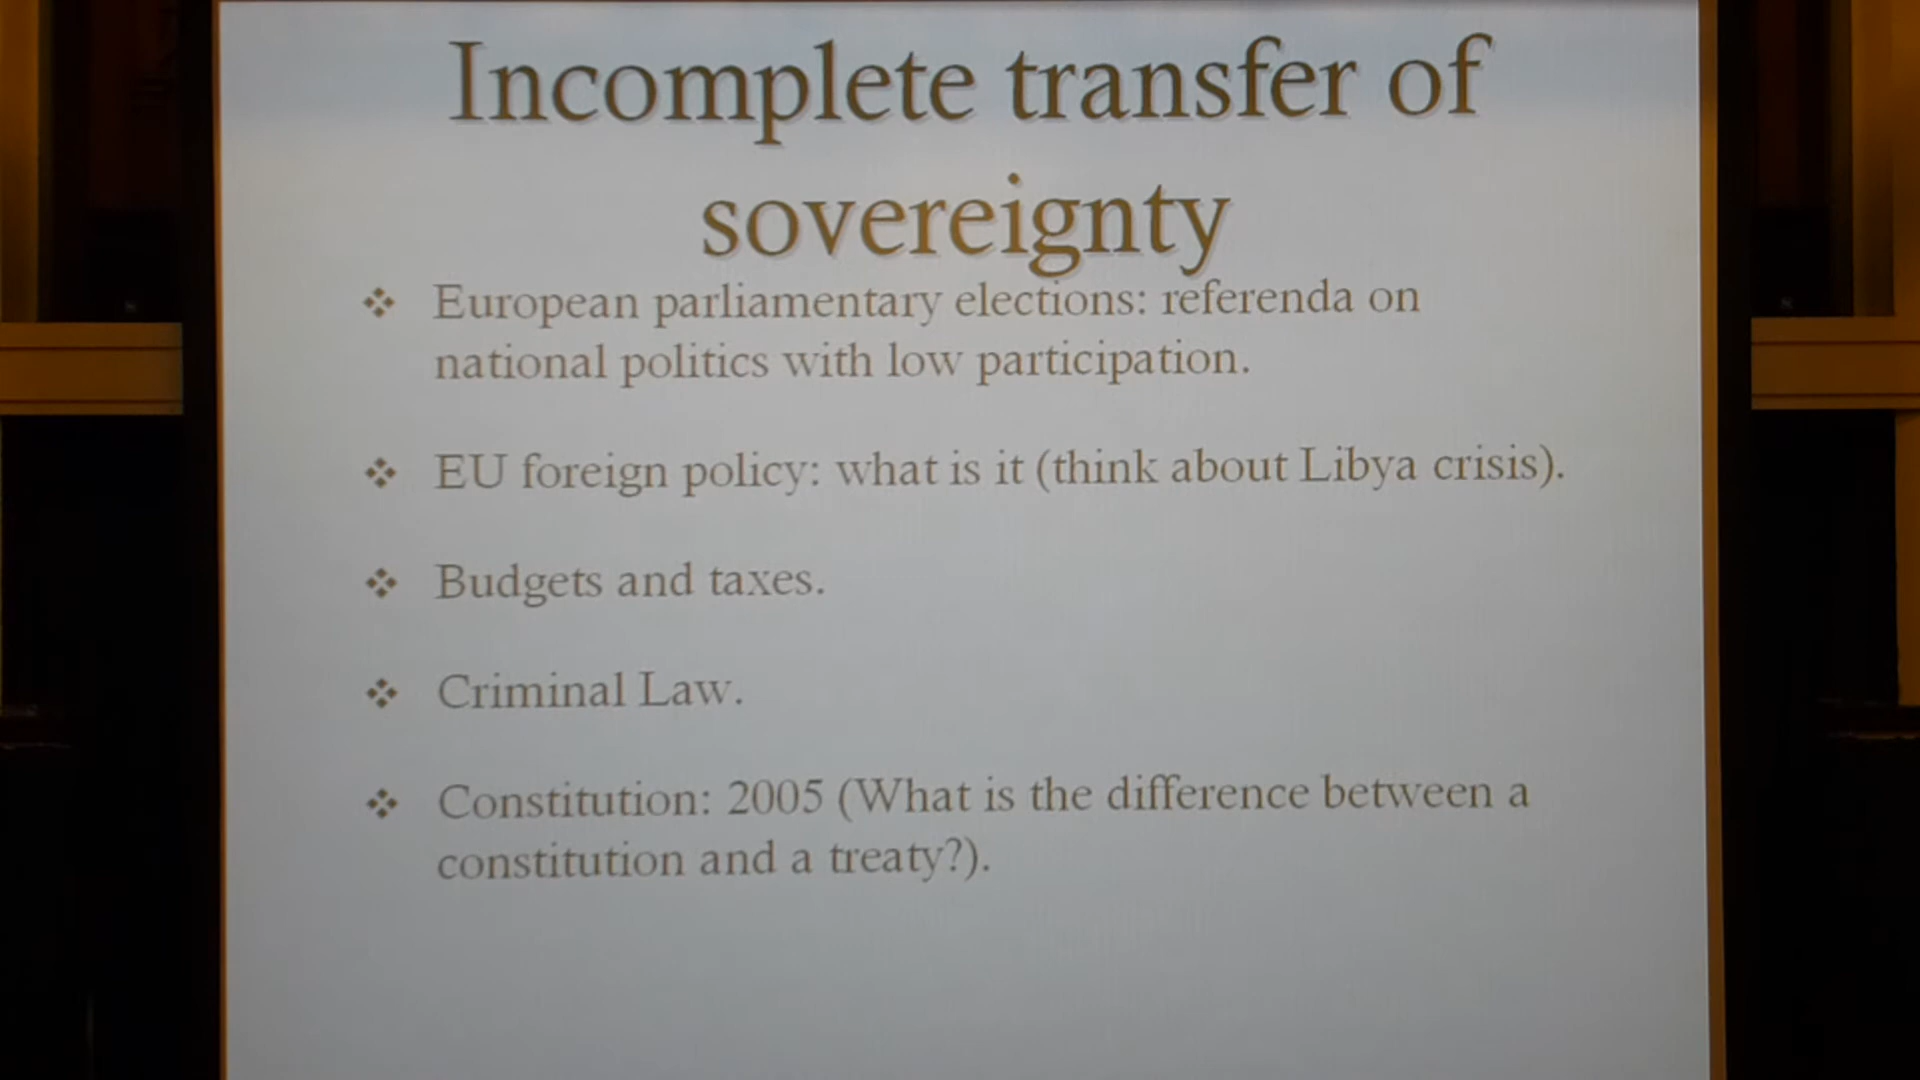 Incomplete transfer of
sovereignty
❖ European parliamentary elections: referenda on
national politics with low participation.
❖ EU foreign policy: what is it (think about Libya crisis).
❖ Budgets and taxes.
❖ Criminal Law.
❖ Constitution: 2005 (What is the difference between a
constitution and a treaty?).